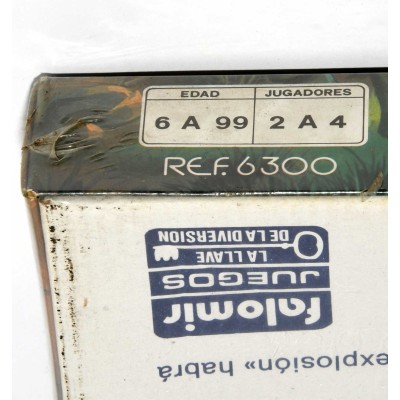 EDAD JUGADORES
6 A 99 2 A 4
REF. 6300
falomir
JUEGOS
LA LLAVE
DE LA DIVERSION
explosión» habrá